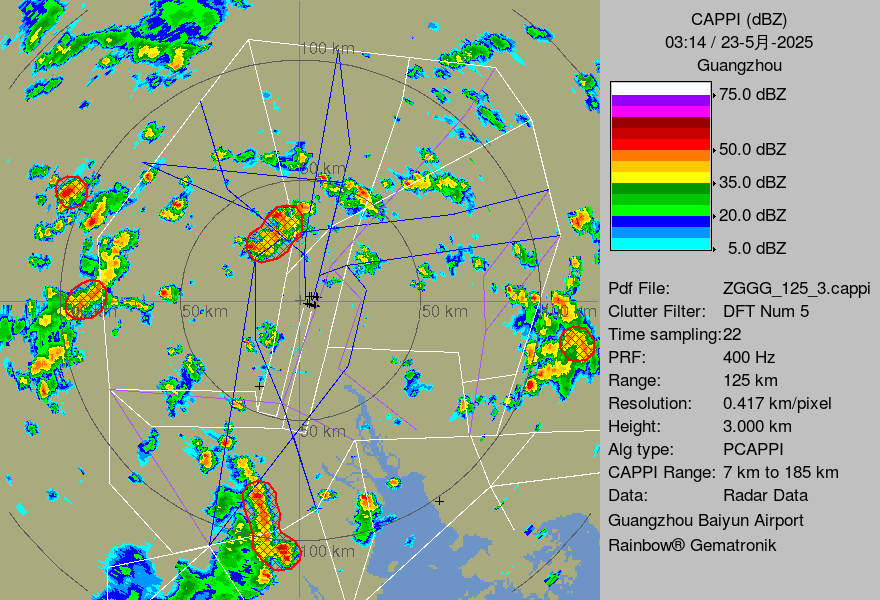 CAPPI (dBZ)
03:14 / 23-5月-2025
Guangzhou
75.0 dBZ
50.0 dBZ
35.0 dBZ
20.0 dBZ
5.0 dBZ
Pdf File: ZGGG_125_3.cappi
Clutter Filter: DFT Num 5
Time sampling:22
PRF: 400 Hz
Range: 125 km
Resolution: 0.417 km/pixel
Height: 3.000 km
Alg type: PCAPPI
CAPPI Range: 7 km to 185 km
Data: Radar Data
Guangzhou Baiyun Airport
Rainbow® Gematronik
100 km
50 km
100 km
50 km
50 km
100 km
50 km
100 km